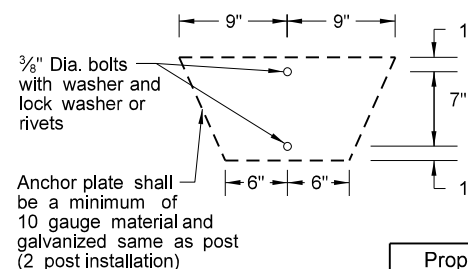 9" 9"
1
⅜" Dia. bolts
with washer and
lock washer or
rivets
7"
Anchor plate shall
be a minimum of
10 gauge material and
galvanized same as post
(2 post installation)
6" 6"
1